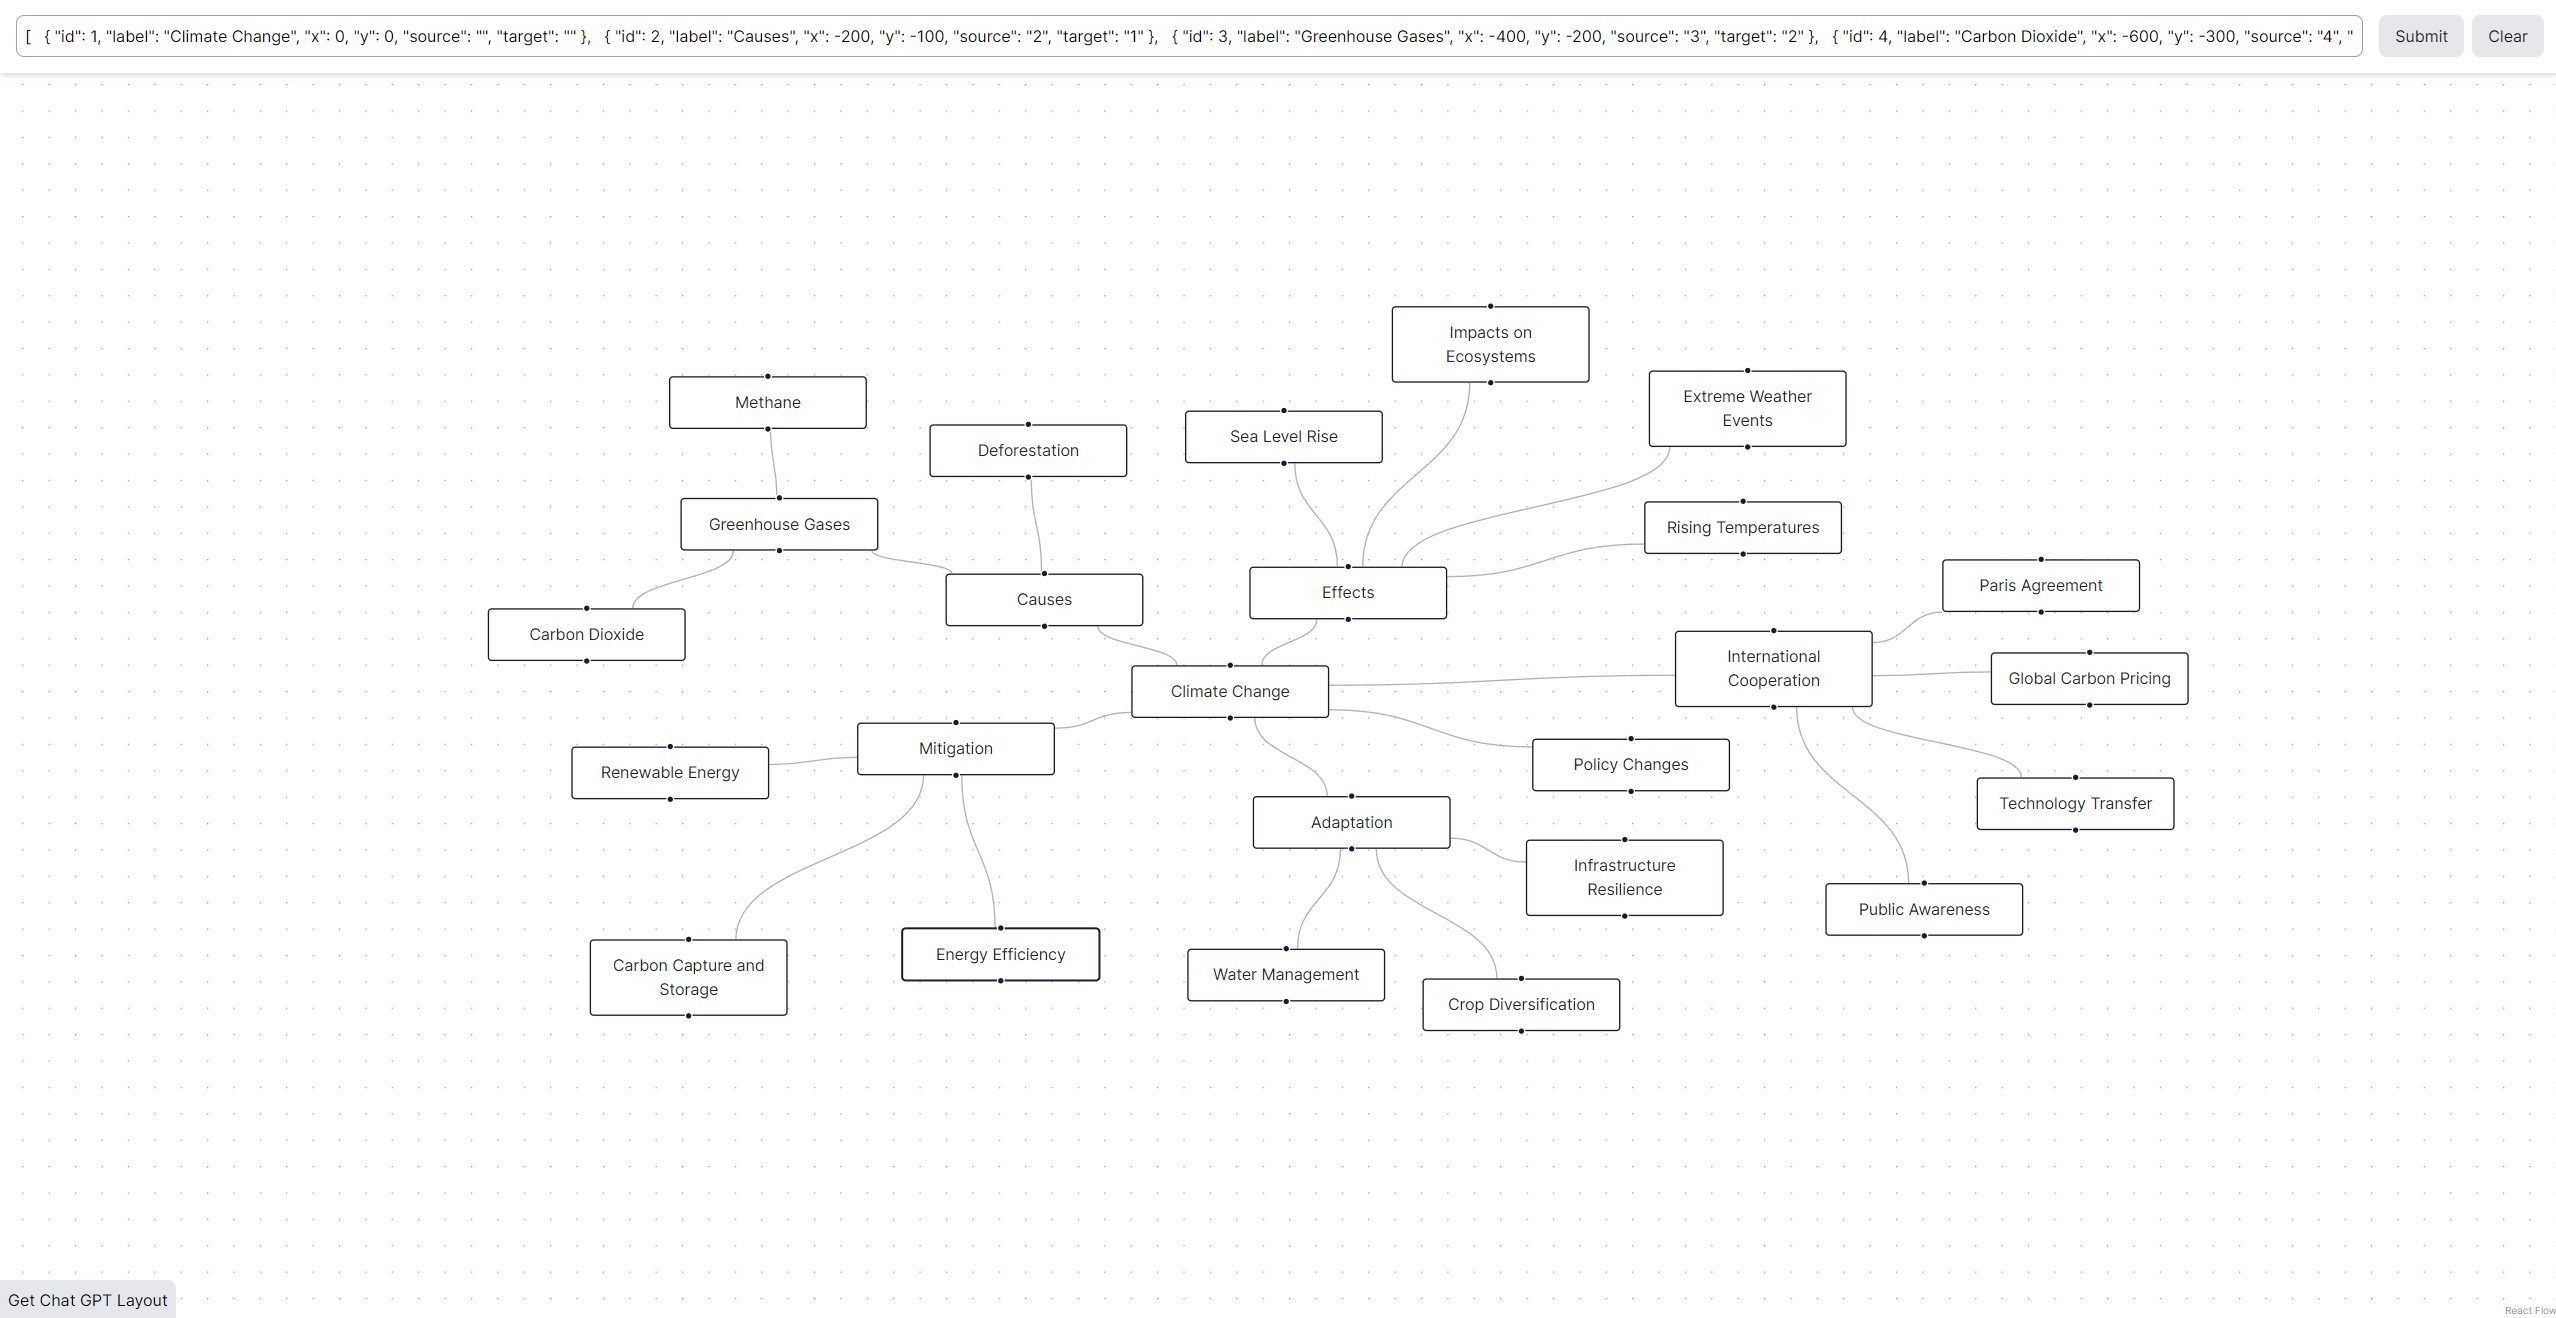 [   { "id": 1, "label": "Climate Change", "x": 0, "y": 0, "source": "", "target": "" },   { "id": 2, "label": "Causes", "x": -200, "y": -100, "source": "2", "target": "1" },   { "id": 3, "label": "Greenhouse Gases", "x": -400, "y": -200, "source": "3", "target": "2" },   { "id": 4, "label": "Carbon Dioxide", "x": -600, "y": -300, "source": "4", "
Submit
Clear
Impacts on
Ecosystems
Methane
Extreme Weather
Events
Sea Level Rise
Deforestation
Greenhouse Gases
Rising Temperatures
Causes
Effects
Paris Agreement
Carbon Dioxide
International
Cooperation
Global Carbon Pricing
Climate Change
Mitigation
Renewable Energy
Policy Changes
Technology Transfer
Adaptation
Infrastructure
Resilience
Public Awareness
Energy Efficiency
Carbon Capture and
Storage
Water Management
Crop Diversification
Get Chat GPT Layout
React Flow